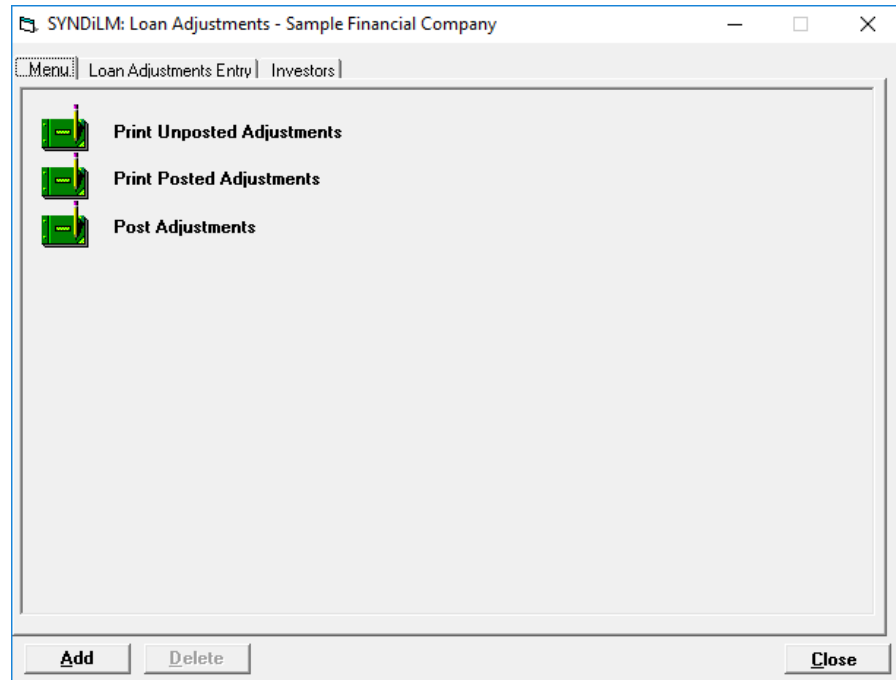 SYNDiLM: Loan Adjustments - Sample Financial Company
Menu Loan Adjustments Entry Investors
Print Unposted Adjustments
Print Posted Adjustments
Post Adjustments
Add Delete Close